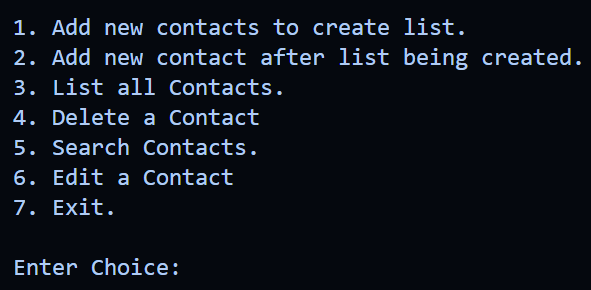 1. Add new contacts to create list.
2. Add new contact after list being created.
3. List all Contacts.
4. Delete a Contact
5. Search Contacts.
6. Edit a Contact
7. Exit.
Enter Choice: